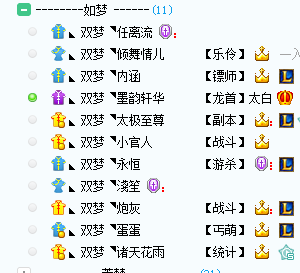 --------如梦 ------ (11)
双梦 ◥任离流
双梦 ◥倾舞情儿 【乐伶】 一入
双梦 ◥内涵 【镖师】 L
双梦 ◥墨韵轩华 【龙首】太白
双梦 ◥太极至尊 【副本】 L
双梦 ◥小官人 【战斗】
双梦 ◥永恒 【游杀】 L
双梦 ◥淺笙
双梦 ◥炮灰 【战斗】 L
双梦 ◥蛋蛋 【丐萌】 L
双梦 ◥诸天花雨 【统计】